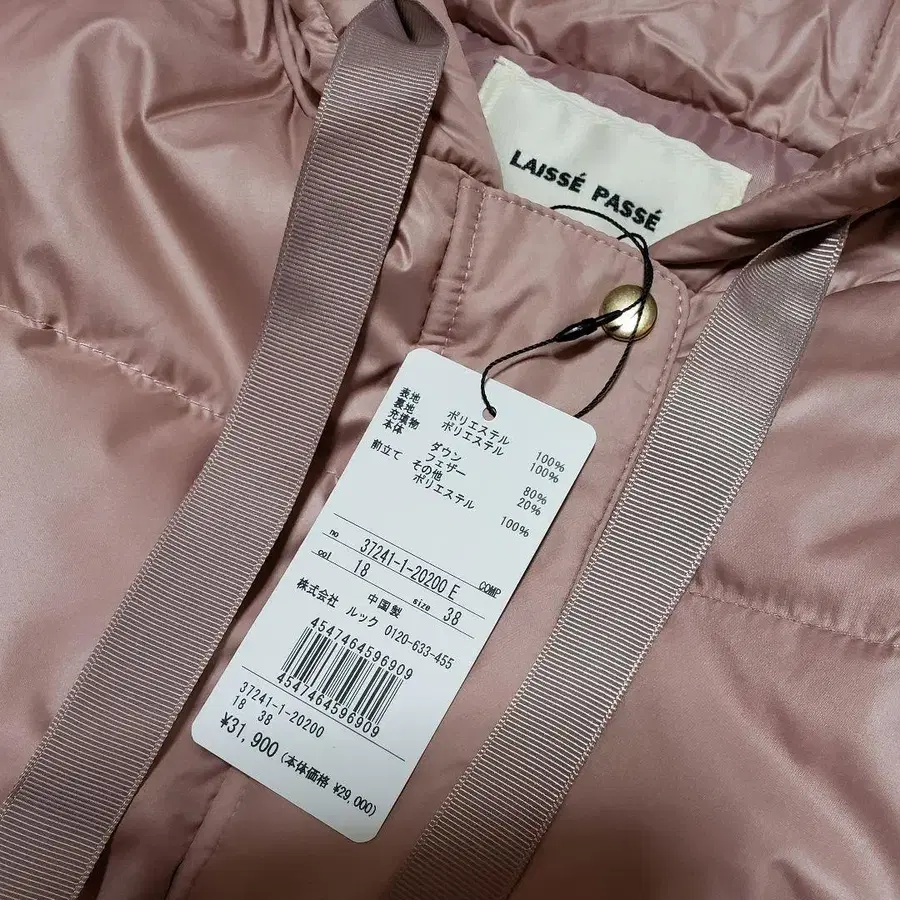 LAISSÉ PASSÉ
表地 ポリエステル 100%
裏地 ポリエステル 100%
充填物
本体 ダウン 80%
フェザー 20%
前立て その他
ポリエステル 100%
no 37241-1-20200 E COMP
col 18 size 38
中国製
株式会社 ルック 0120-633-455
4547464596909
4547464596909
37241-1-20200
18 38
¥31,900 (本体価格 ¥29,000)